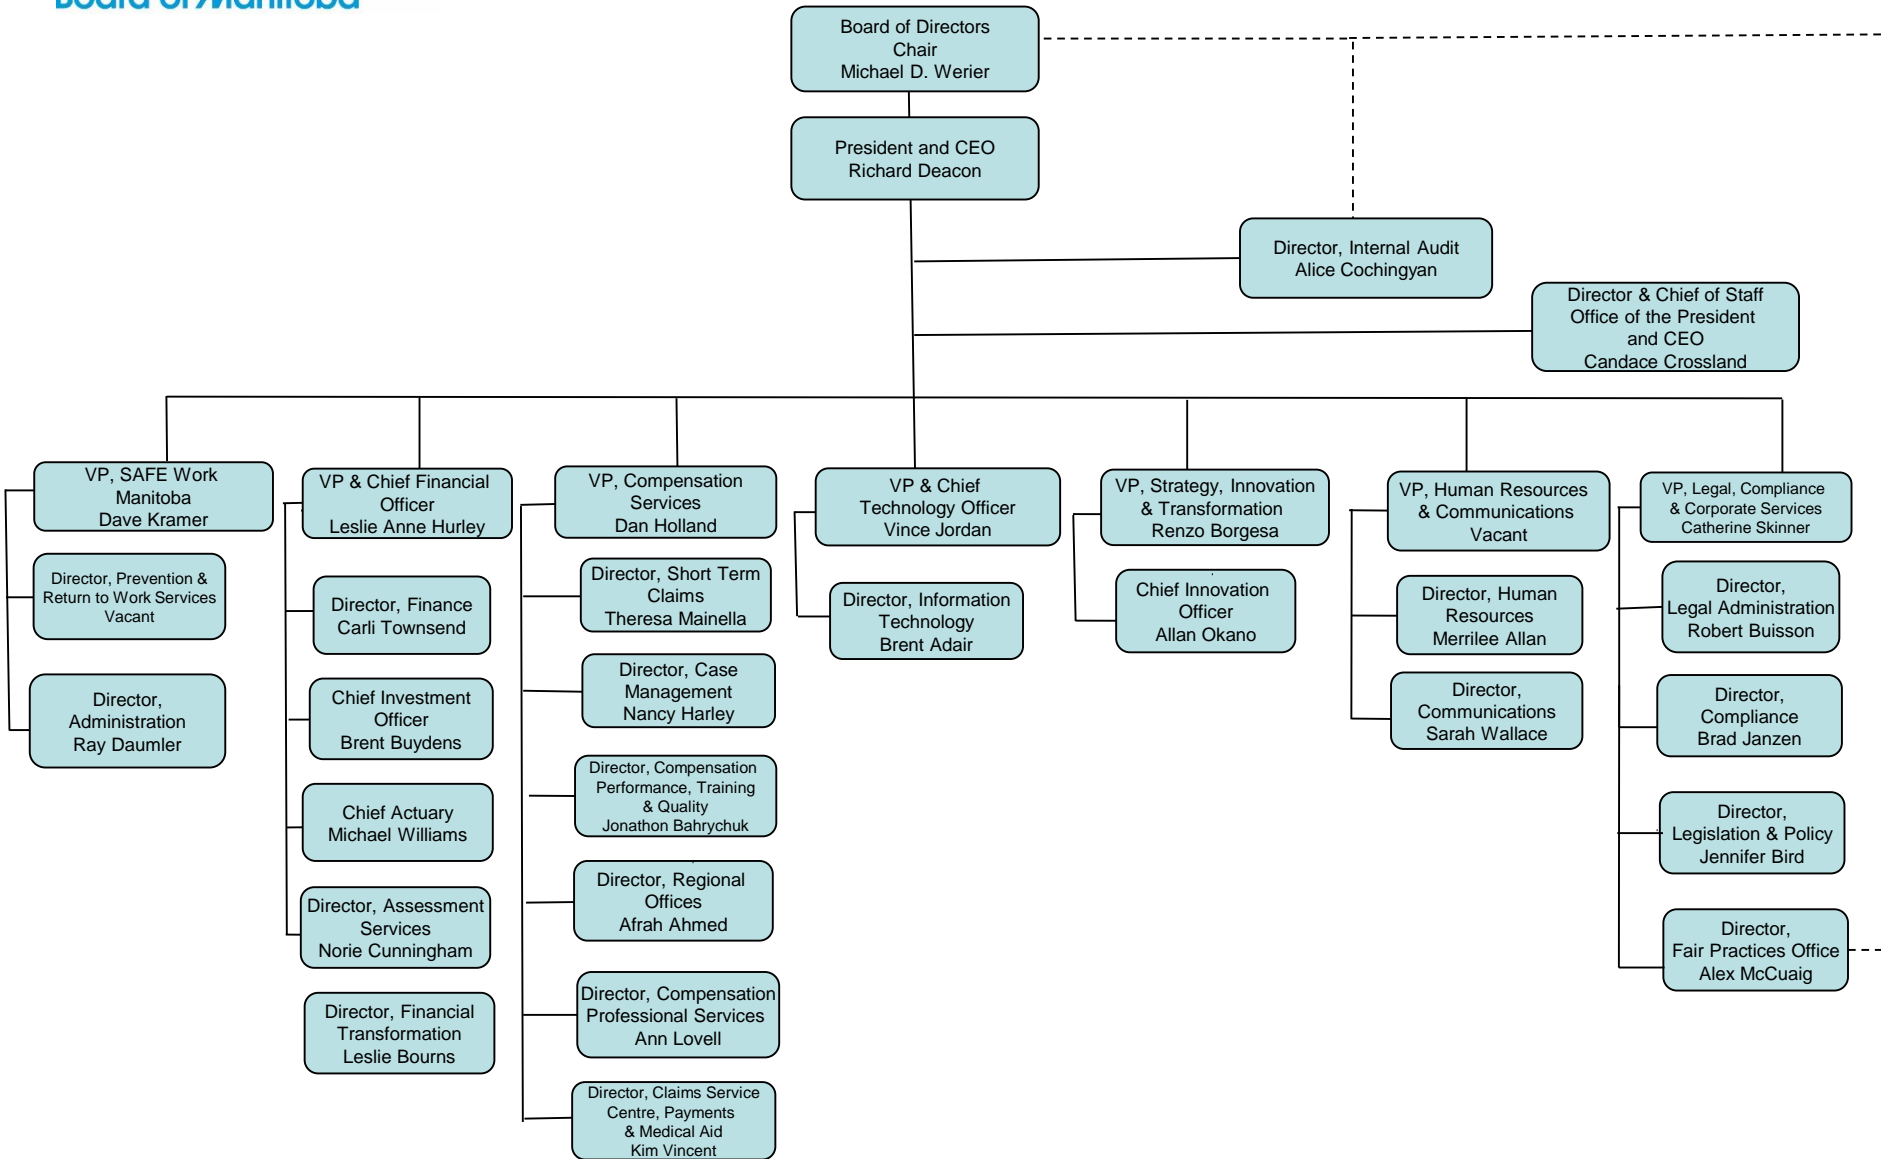 Board of Manitoba
Board of Directors
Chair
Michael D. Werier
President and CEO
Richard Deacon
Director, Internal Audit
Alice Cochingyan
Director & Chief of Staff
Office of the President
and CEO
Candace Crossland
VP, SAFE Work
Manitoba
Dave Kramer
Director, Prevention &
Return to Work Services
Vacant
Director,
Administration
Ray Daumler
VP & Chief Financial
Officer
Leslie Anne Hurley
Director, Finance
Carli Townsend
Chief Investment
Officer
Brent Buydens
Chief Actuary
Michael Williams
Director, Assessment
Services
Norie Cunningham
Director, Financial
Transformation
Leslie Bourns
VP, Compensation
Services
Dan Holland
Director, Short Term
Claims
Theresa Mainella
Director, Case
Management
Nancy Harley
Director, Compensation
Performance, Training
& Quality
Jonathon Bahrychuk
Director, Regional
Offices
Afrah Ahmed
Director, Compensation
Professional Services
Ann Lovell
Director, Claims Service
Centre, Payments
& Medical Aid
Kim Vincent
VP & Chief
Technology Officer
Vince Jordan
Director, Information
Technology
Brent Adair
VP, Strategy, Innovation
& Transformation
Renzo Borgesa
Chief Innovation
Officer
Allan Okano
VP, Human Resources
& Communications
Vacant
Director, Human
Resources
Merrilee Allan
Director,
Communications
Sarah Wallace
VP, Legal, Compliance
& Corporate Services
Catherine Skinner
Director,
Legal Administration
Robert Buisson
Director,
Compliance
Brad Janzen
Director,
Legislation & Policy
Jennifer Bird
Director,
Fair Practices Office
Alex McCuaig